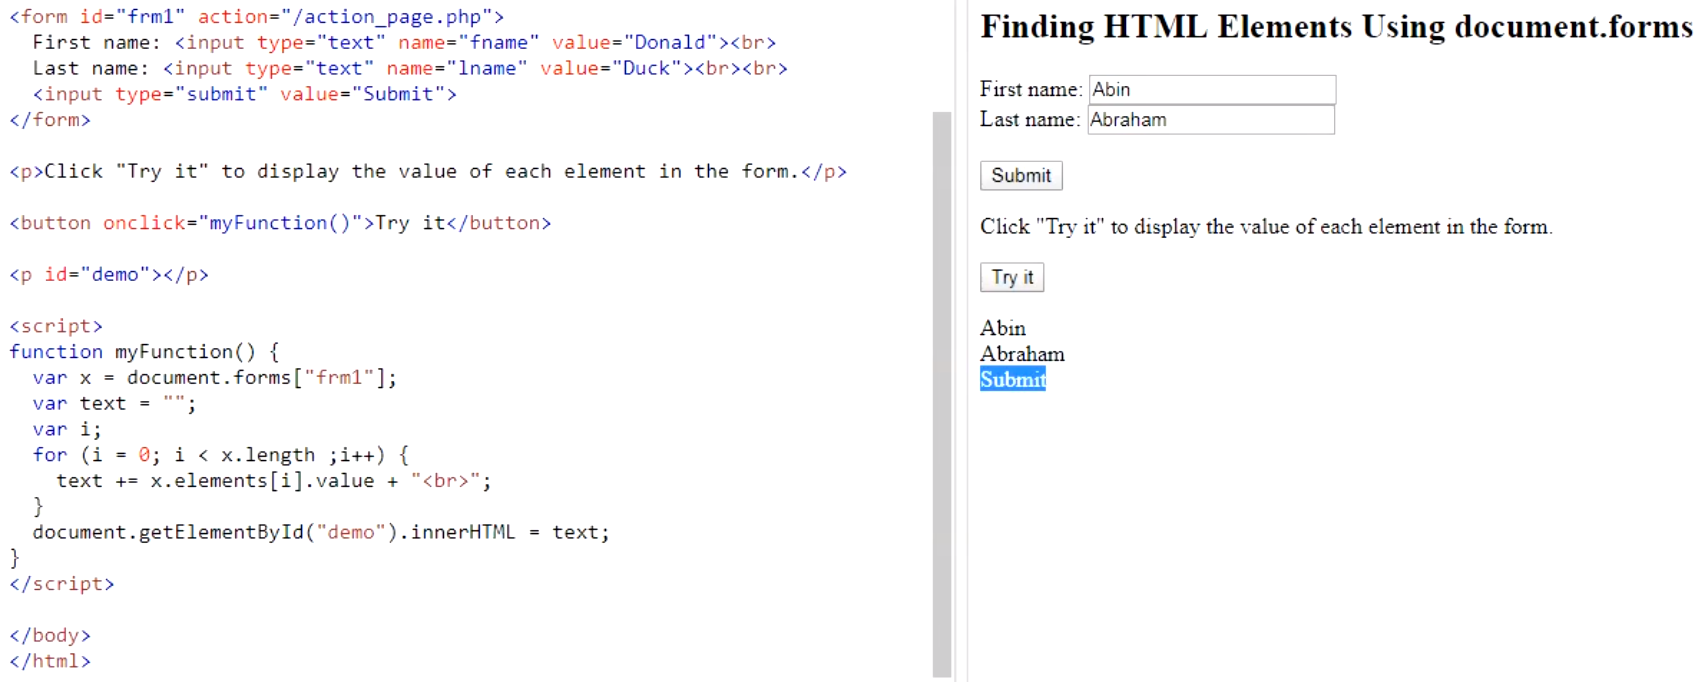 <form id="frm1" action="/action_page.php">
  First name: <input type="text" name="fname" value="Donald"><br>
  Last name: <input type="text" name="lname" value="Duck"><br><br>
  <input type="submit" value="Submit">
</form>
<p>Click "Try it" to display the value of each element in the form.</p>
<button onclick="myFunction()">Try it</button>
<p id="demo"></p>
<script>
function myFunction() {
  var x = document.forms["frm1"];
  var text = "";
  var i;
  for (i = 0; i < x.length ;i++) {
    text += x.elements[i].value + "<br>";
  }
  document.getElementById("demo").innerHTML = text;
}
</script>
</body>
</html>
Finding HTML Elements Using document.forms
First name: Abin
Last name: Abraham
Submit
Click "Try it" to display the value of each element in the form.
Try it
Abin
Abraham
Submit